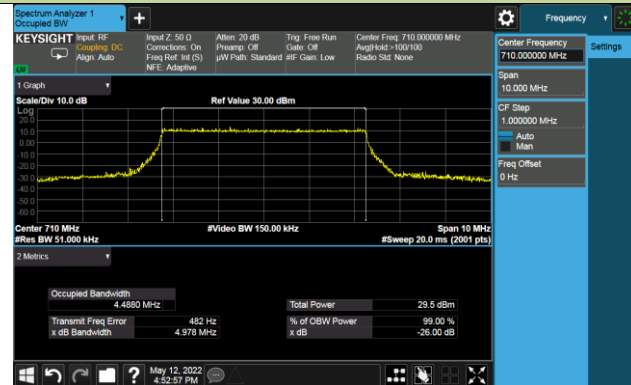 Spectrum Analyzer 1
Occupied BW
Frequency
KEYSIGHT
Input: RF
Coupling: DC
Align: Auto
Input Z: 50 Ω
Corrections: On
Freq Ref: Int (S)
NFE: Adaptive
Atten: 20 dB
Preamp: Off
µW Path: Standard
Trig: Free Run
Gate: Off
#IF Gain: Low
Center Freq: 710.000000 MHz
Avg|Hold:>100/100
Radio Std: None
Center Frequency
710.000000 MHz
Settings
Span
10.000 MHz
CF Step
1.000000 MHz
Auto
Man
Freq Offset
0 Hz
1 Graph
Scale/Div 10.0 dB
Ref Value 30.00 dBm
Log
20.0
10.0
0.00
-10.0
-20.0
-30.0
-40.0
-50.0
-60.0
Center 710 MHz
#Video BW 150.00 kHz
Span 10 MHz
#Res BW 51.000 kHz
#Sweep 20.0 ms (2001 pts)
2 Metrics
Occupied Bandwidth
4.4880 MHz
Total Power 29.5 dBm
Transmit Freq Error 482 Hz
% of OBW Power 99.00 %
x dB Bandwidth 4.978 MHz
x dB -26.00 dB
?
May 12, 2022
4:52:57 PM